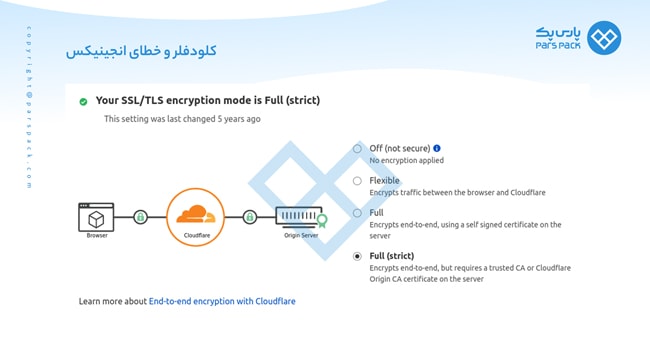 پارس پک
PARS PACK
کلودفلر و خطای انجینیکس
copyright@parspack.com
Your SSL/TLS encryption mode is Full (strict)
This setting was last changed 5 years ago
Off (not secure)
No encryption applied
Flexible
Encrypts traffic between the browser and Cloudflare
Full
Encrypts end-to-end, using a self signed certificate on the
server
Full (strict)
Encrypts end-to-end, but requires a trusted CA or Cloudflare
Origin CA certificate on the server
Browser
Cloudflare
Origin Server
Learn more about End-to-end encryption with Cloudflare